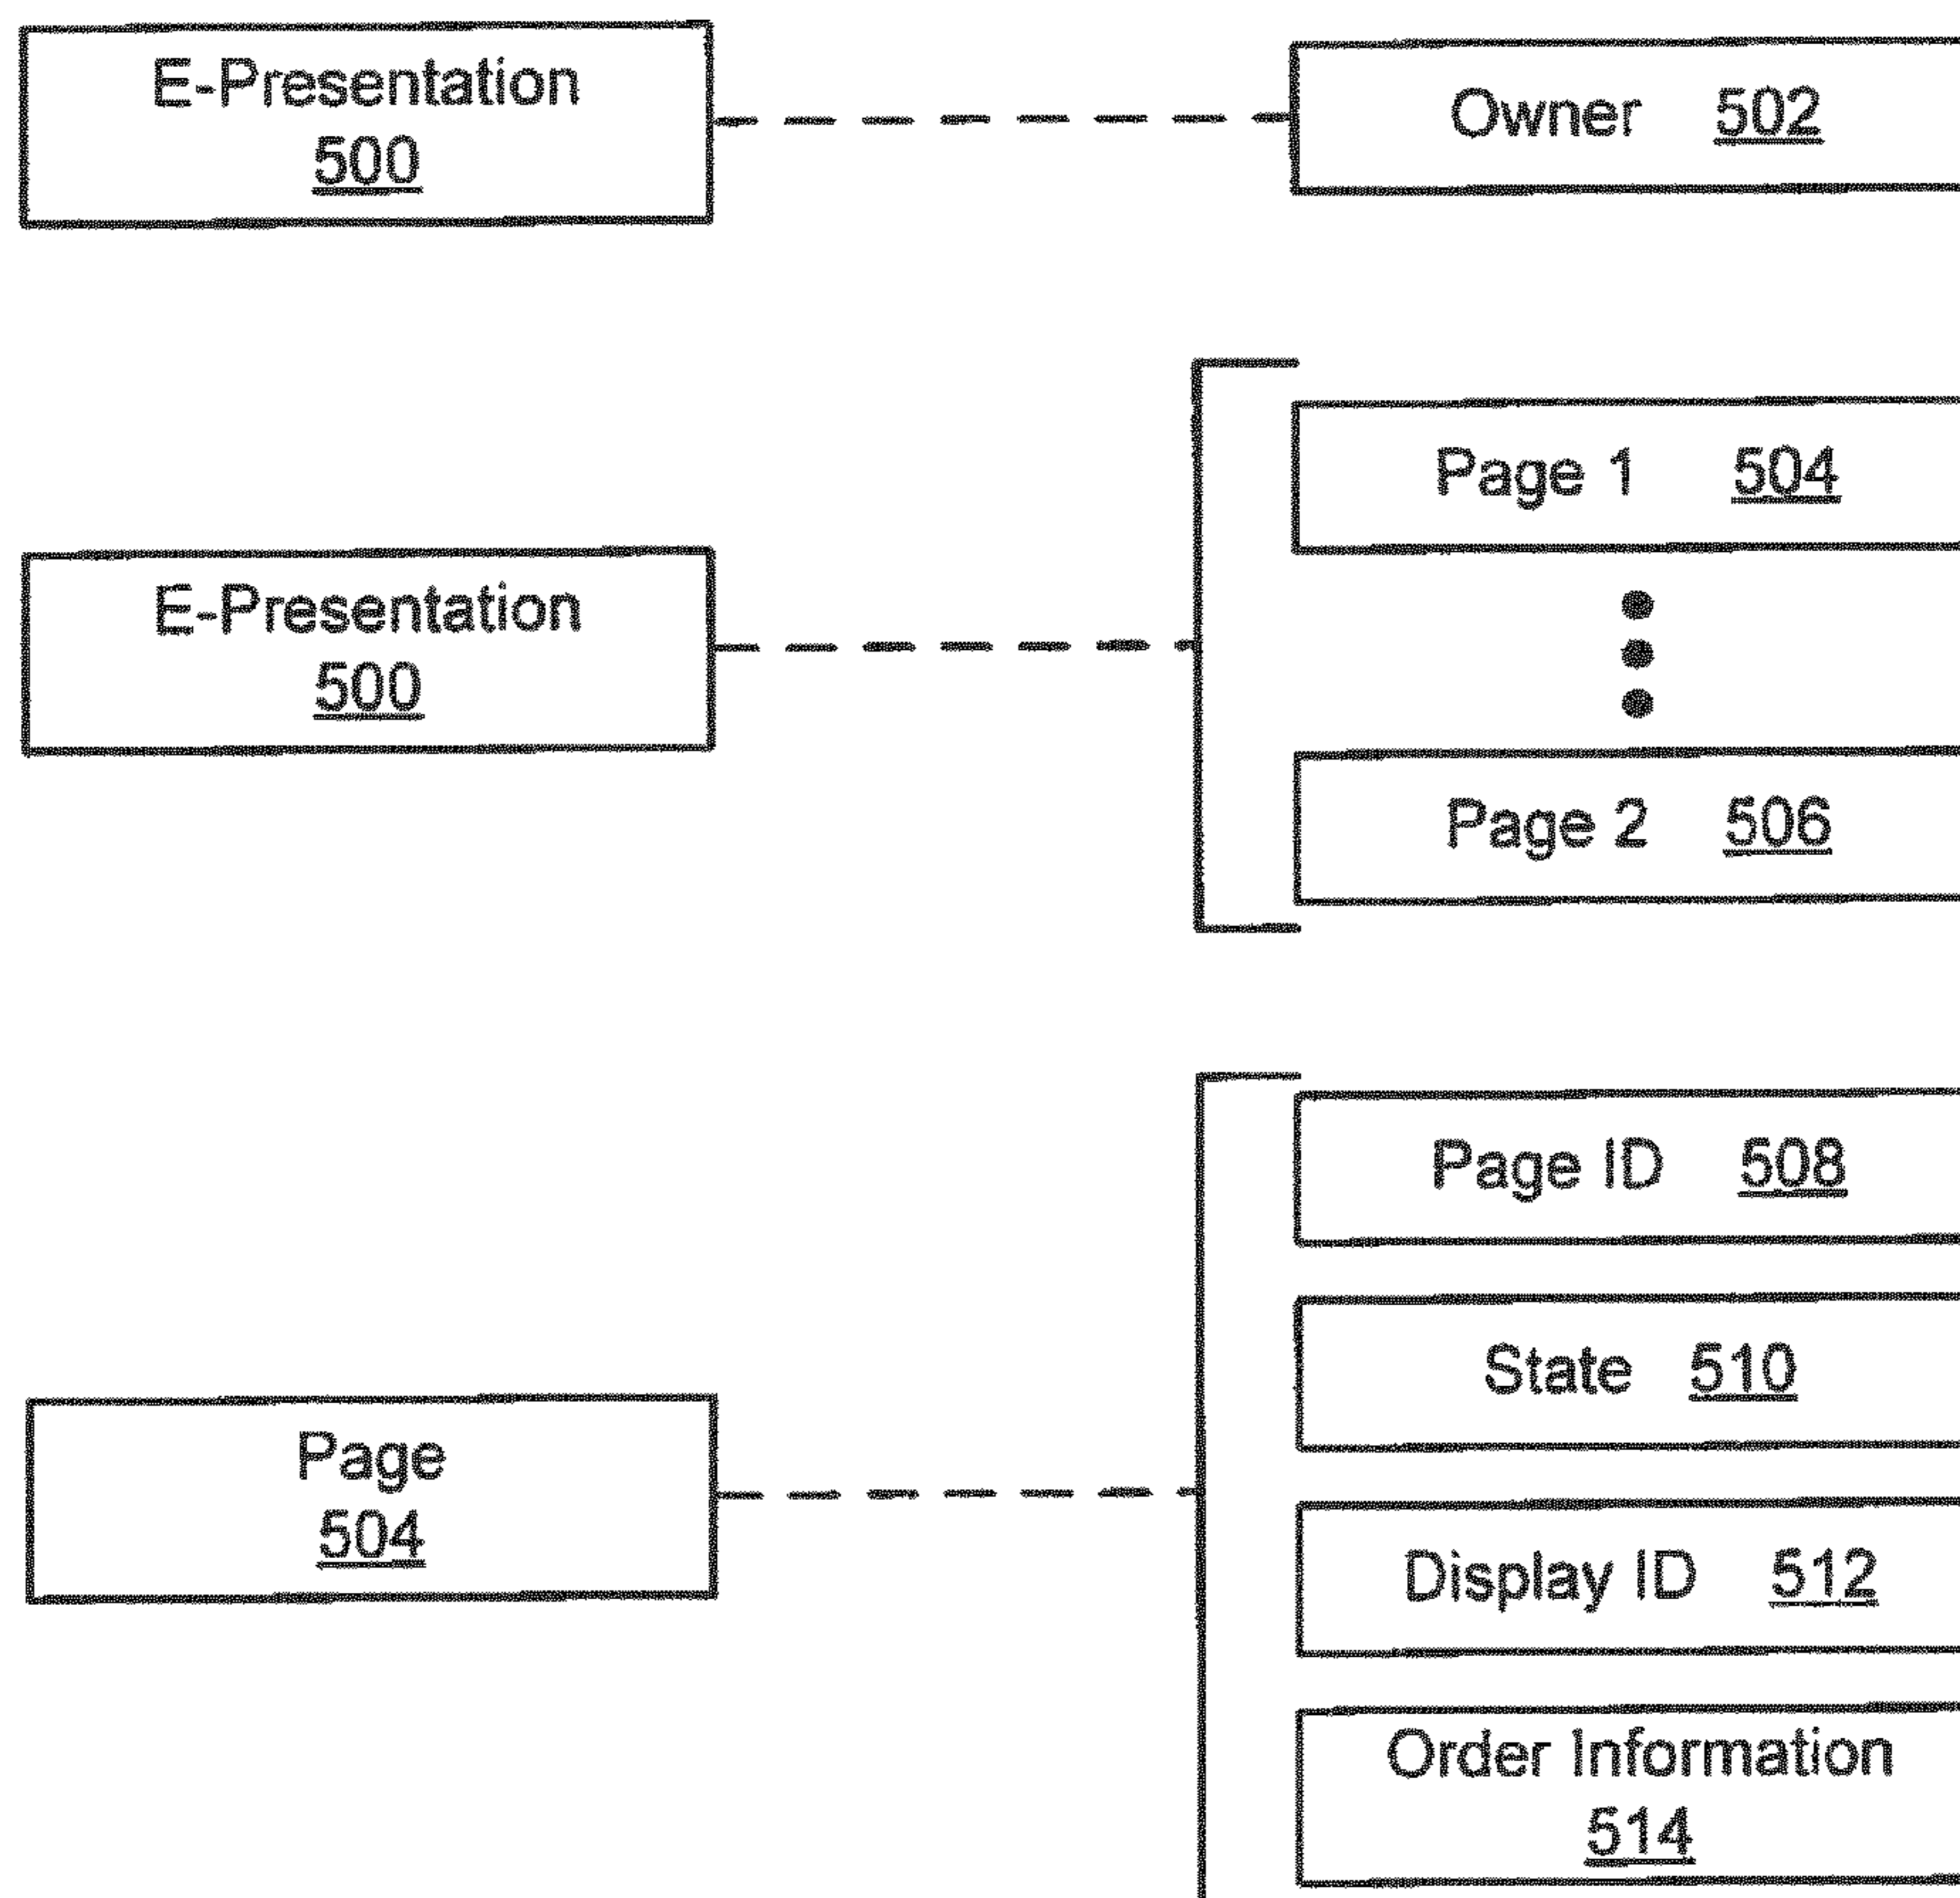 E-Presentation
500
Owner 502
E-Presentation
500
Page 1 504
Page 2 506
Page
504
Page ID 508
State 510
Display ID 512
Order Information
514